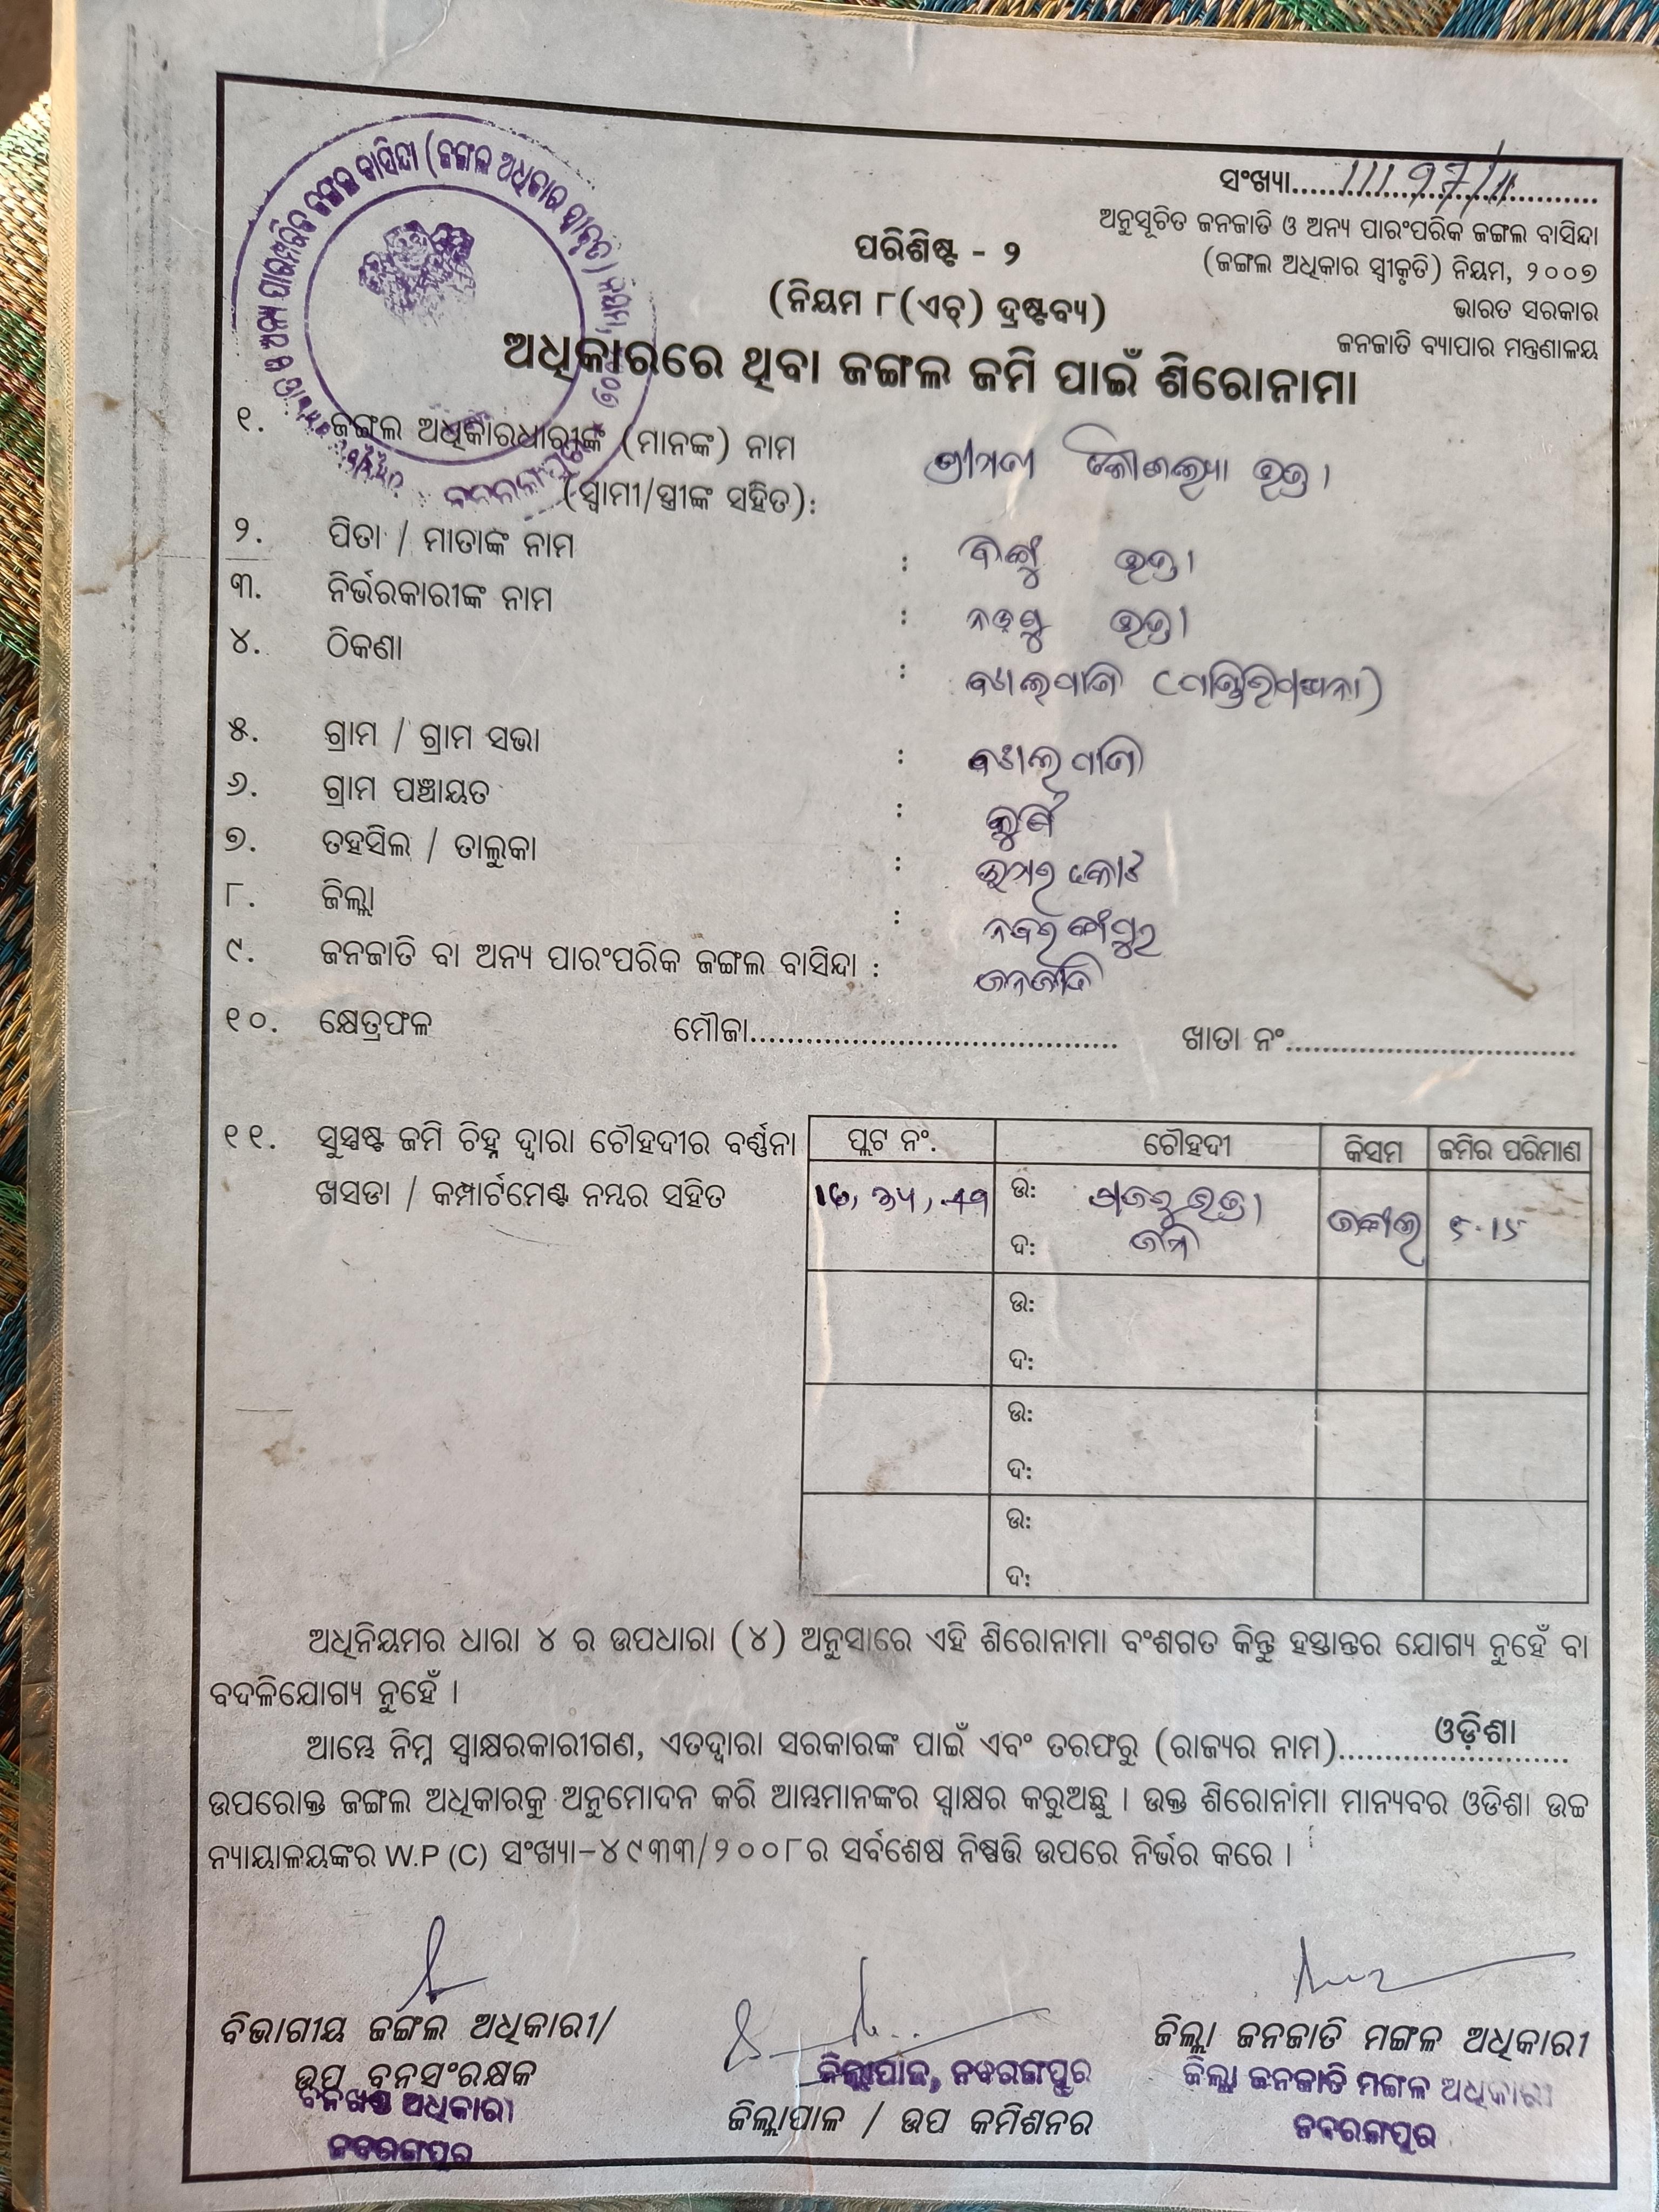 ସଂଖ୍ୟା
ଅନୁସୂଚିତ ଜନଜାତି ଓ ଅନ୍ୟ ପାରଂପରିକ ଜଙ୍ଗଲ ବାସିନ୍ଦା
(ଜଙ୍ଗଲ ଅଧିକାର ସ୍ୱୀକୃତି) ନିୟମ, ୨୦୦୭
ଭାରତ ସରକାର
ଜନଜାତି ବ୍ୟାପାର ମନ୍ତ୍ରଣାଳୟ
ପରିଶିଷ୍ଟ - ୨
(ନିୟମ ୮(ଏଚ୍) ଦ୍ରଷ୍ଟବ୍ୟ)
ଅଧିକାରରେ ଥିବା ଜଙ୍ଗଲ ଜମି ପାଇଁ ଶିରୋନାମା
୧. ଜଙ୍ଗଲ ଅଧିକାରଧାରୀଙ୍କ (ମାନଙ୍କ) ନାମ
(ସ୍ୱାମୀ/ସ୍ତ୍ରୀଙ୍କ ସହିତ):
୨. ପିତା / ମାତାଙ୍କ ନାମ :
୩. ନିର୍ଭରକାରୀଙ୍କ ନାମ :
୪. ଠିକଣା :
୫. ଗ୍ରାମ / ଗ୍ରାମ ସଭା :
୬. ଗ୍ରାମ ପଞ୍ଚାୟତ :
୭. ତହସିଲ / ତାଲୁକା : ଉମରକୋଟ
୮. ଜିଲ୍ଲା : ନବରଙ୍ଗପୁର
୯. ଜନଜାତି ବା ଅନ୍ୟ ପାରଂପରିକ ଜଙ୍ଗଲ ବାସିନ୍ଦା : ଜନଜାତି
୧୦. କ୍ଷେତ୍ରଫଳ ମୌଜା........................................ ଖାତା ନଂ................................
୧୧. ସୁସ୍ପଷ୍ଟ ଜମି ଚିହ୍ନ ଦ୍ୱାରା ଚୌହଦୀର ବର୍ଣ୍ଣନା
ଖସଡା / କମ୍ପାର୍ଟମେଣ୍ଟ ନମ୍ବର ସହିତ
ପ୍ଲଟ ନଂ. ଚୌହଦୀ କିସମ ଜମିର ପରିମାଣ
ଉ:
ଦ: ଜମି
ଉ:
ଦ:
ଉ:
ଦ:
ଉ:
ଦ:
ଅଧିନିୟମର ଧାରା ୪ ର ଉପଧାରା (୪) ଅନୁସାରେ ଏହି ଶିରୋନାମା ବଂଶଗତ କିନ୍ତୁ ହସ୍ତାନ୍ତର ଯୋଗ୍ୟ ନୁହେଁ ବା
ବଦଳିଯୋଗ୍ୟ ନୁହେଁ ।
ଆମ୍ଭେ ନିମ୍ନ ସ୍ୱାକ୍ଷରକାରୀଗଣ, ଏତଦ୍ଦ୍ୱାରା ସରକାରଙ୍କ ପାଇଁ ଏବଂ ତରଫରୁ (ରାଜ୍ୟର ନାମ)......ଓଡ଼ିଶା......
ଉପରୋକ୍ତ ଜଙ୍ଗଲ ଅଧିକାରକୁ ଅନୁମୋଦନ କରି ଆମ୍ଭମାନଙ୍କର ସ୍ୱାକ୍ଷର କରୁଅଛୁ । ଉକ୍ତ ଶିରୋନାମା ମାନ୍ୟବର ଓଡିଶା ଉଚ୍ଚ
ନ୍ୟାୟାଳୟଙ୍କର W.P (C) ସଂଖ୍ୟା-୪୯୩୩/୨୦୦୮ର ସର୍ବଶେଷ ନିଷ୍ପତ୍ତି ଉପରେ ନିର୍ଭର କରେ ।
ବିଭାଗୀୟ ଜଙ୍ଗଲ ଅଧିକାରୀ/
ଉପ ବନସଂରକ୍ଷକ
ବନଖଣ୍ଡ ଅଧିକାରୀ
ନବରଙ୍ଗପୁର
ଜିଲ୍ଲାପାଳ, ନବରଙ୍ଗପୁର
ଜିଲ୍ଲାପାଳ / ଉପ କମିଶନର
ଜିଲ୍ଲା ଜନଜାତି ମଙ୍ଗଳ ଅଧିକାରୀ
ଜିଲ୍ଲା ଜନଜାତି ମଙ୍ଗଳ ଅଧିକାରୀ
ନବରଙ୍ଗପୁର